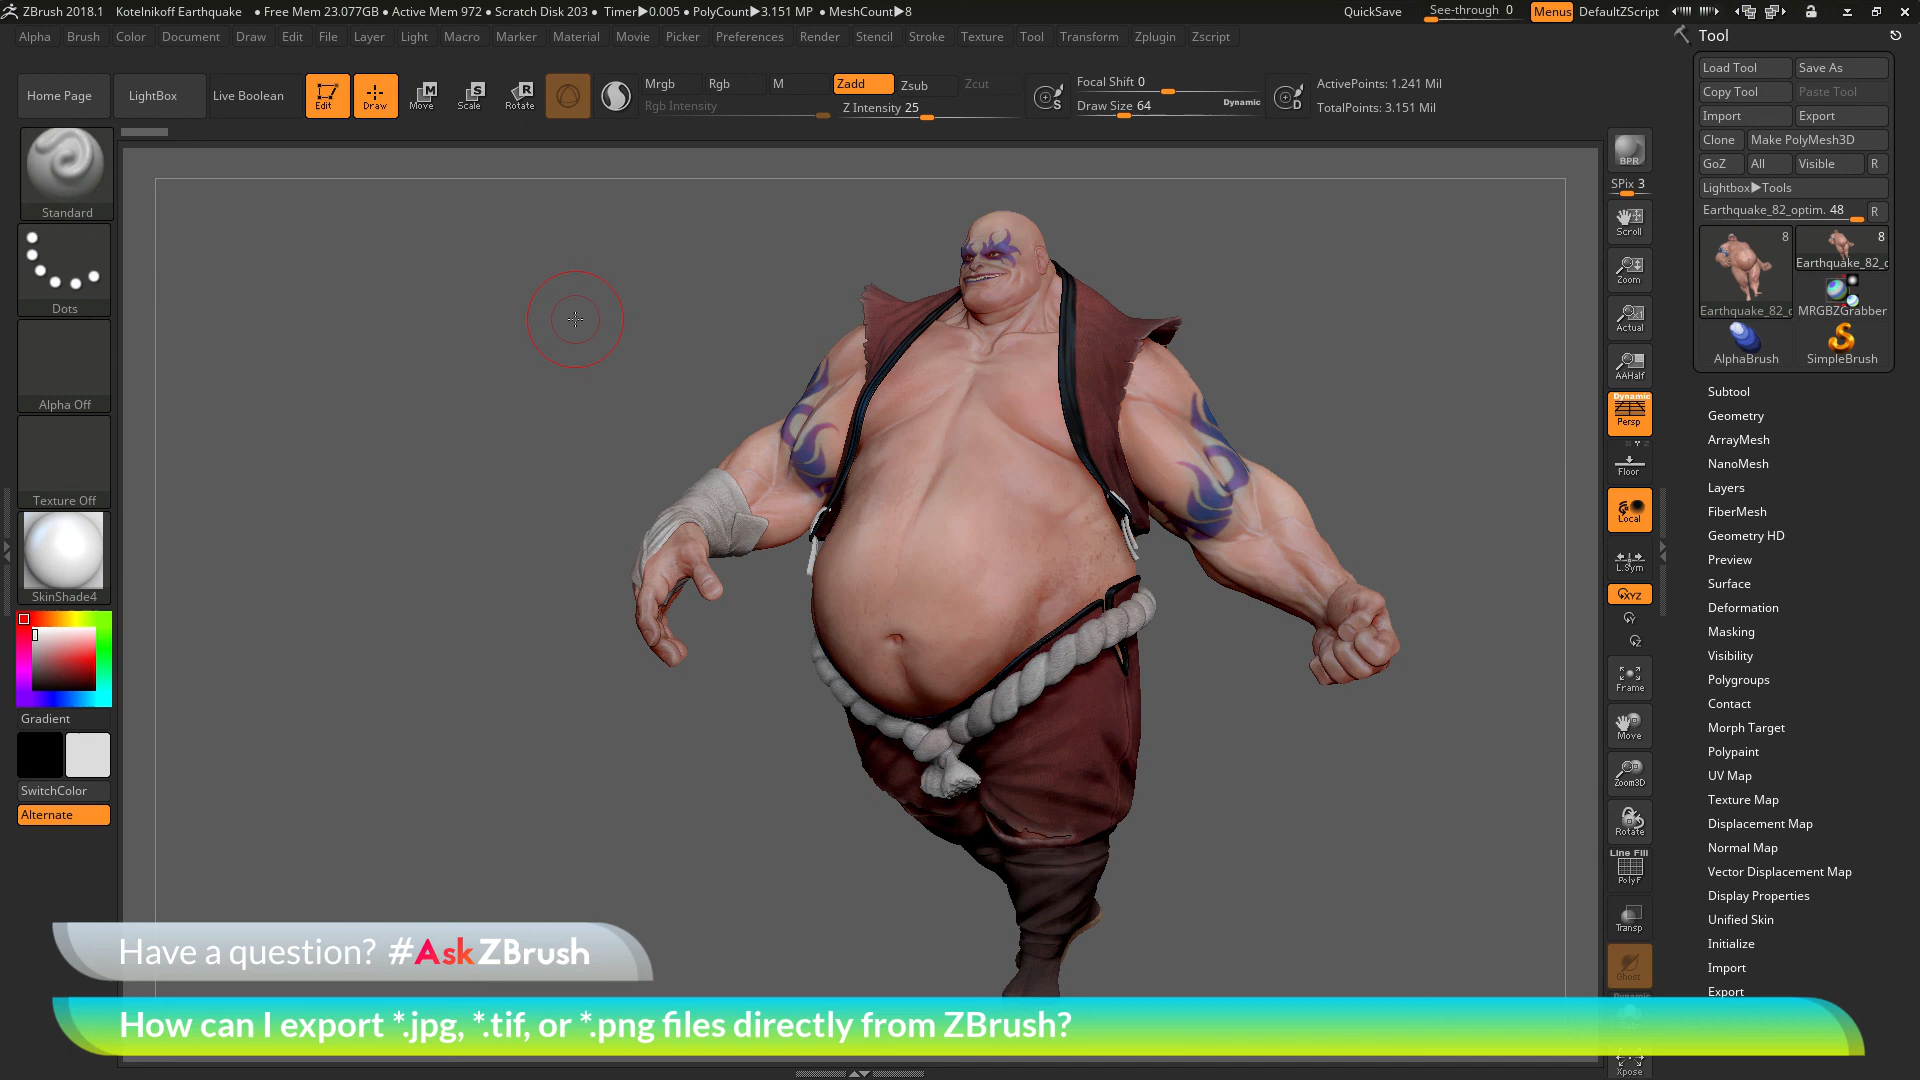 ZBrush 2018.1 Kotelnikoff Earthquake • Free Mem 23.077GB • Active Mem 972 • Scratch Disk 203 • Timer▶0.005 • PolyCount▶3.151 MP • MeshCount▶8 QuickSave See-through 0 Menus DefaultZScript
Alpha Brush Color Document Draw Edit File Layer Light Macro Marker Material Movie Picker Preferences Render Stencil Stroke Texture Tool Transform Zplugin Zscript
Tool
Home Page LightBox Live Boolean Edit Draw Move Scale Rotate
Mrgb Rgb M Zadd Zsub Zcut
Rgb Intensity Z Intensity 25
Focal Shift 0
Draw Size 64 Dynamic
ActivePoints: 1.241 Mil
TotalPoints: 3.151 Mil
Standard
Dots
Alpha Off
Texture Off
SkinShade4
Gradient
SwitchColor
Alternate
BPR
SPix 3
Scroll
Zoom
Actual
AAHalf
Dynamic
Persp
Floor
Local
L.Sym
XYZ
Y
Z
Frame
Move
Zoom3D
Rotate
Line Fill
PolyF
Transp
Ghost
Dynamic
Xpose
Load Tool Save As
Copy Tool Paste Tool
Import Export
Clone Make PolyMesh3D
GoZ All Visible R
Lightbox▶Tools
Earthquake_82_optim. 48 R
8 8
Earthquake_82_c
Earthquake_82_c MRGBZGrabber
AlphaBrush SimpleBrush
Subtool
Geometry
ArrayMesh
NanoMesh
Layers
FiberMesh
Geometry HD
Preview
Surface
Deformation
Masking
Visibility
Polygroups
Contact
Morph Target
Polypaint
UV Map
Texture Map
Displacement Map
Normal Map
Vector Displacement Map
Display Properties
Unified Skin
Initialize
Import
Export
Have a question? #AskZBrush
How can I export *.jpg, *.tif, or *.png files directly from ZBrush?